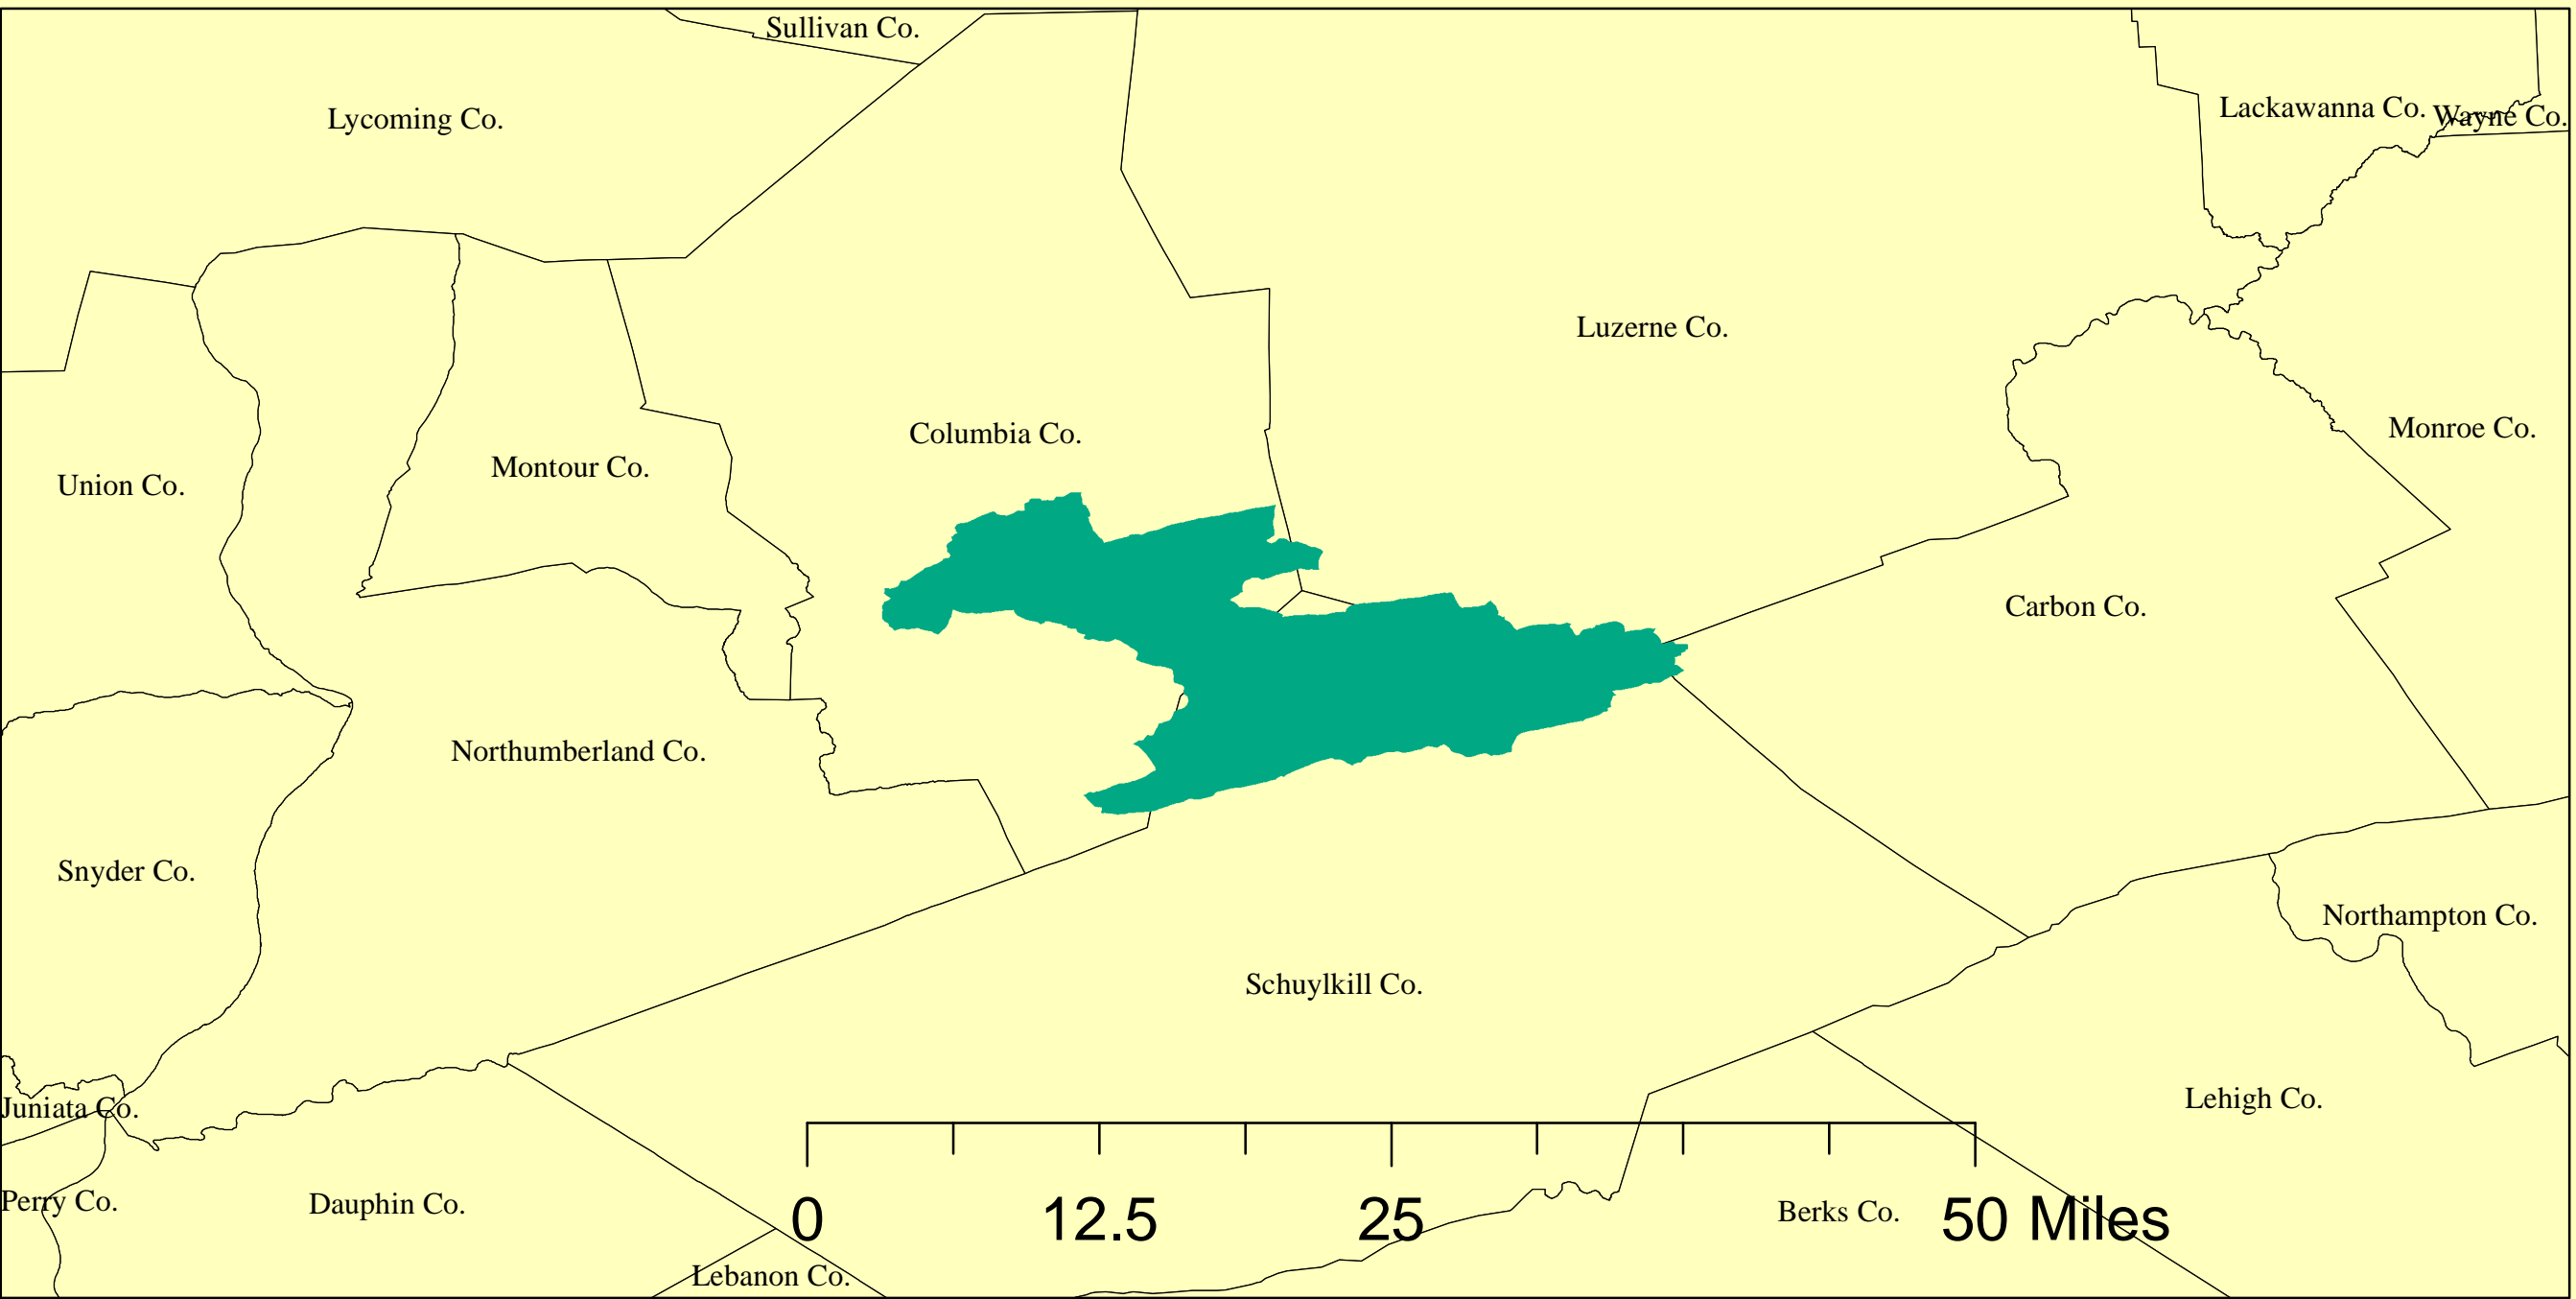 Sullivan Co.
Lycoming Co.
Lackawanna Co.
Wayne Co.
Luzerne Co.
Columbia Co.
Monroe Co.
Montour Co.
Union Co.
Carbon Co.
Northumberland Co.
Snyder Co.
Northampton Co.
Schuylkill Co.
Juniata Co.
Lehigh Co.
Perry Co.
Dauphin Co.
Berks Co.
0 12.5 25 50 Miles
Lebanon Co.